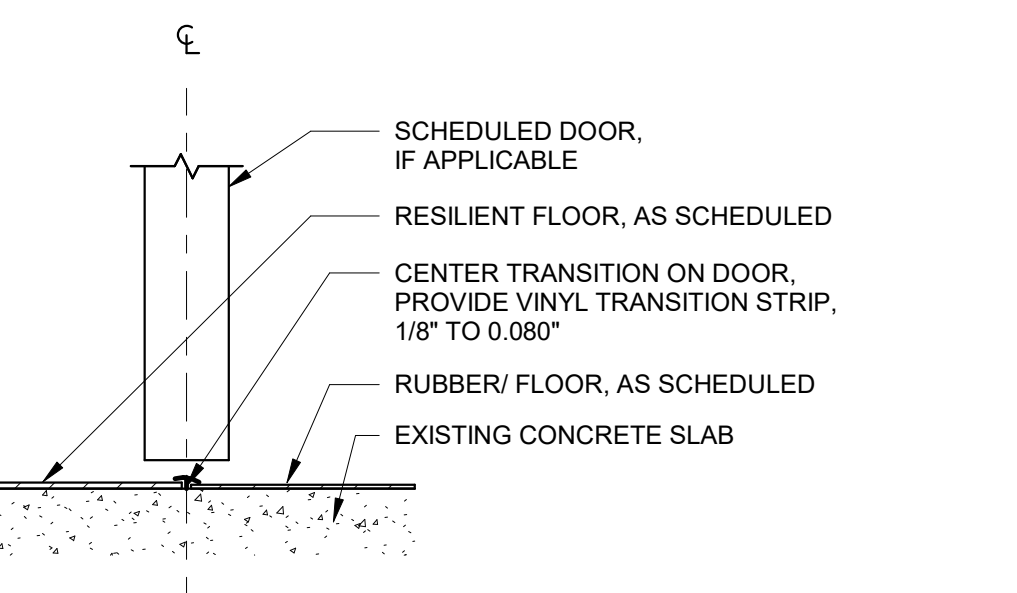 ℄
SCHEDULED DOOR,
IF APPLICABLE
RESILIENT FLOOR, AS SCHEDULED
CENTER TRANSITION ON DOOR,
PROVIDE VINYL TRANSITION STRIP,
1/8" TO 0.080"
RUBBER/ FLOOR, AS SCHEDULED
EXISTING CONCRETE SLAB